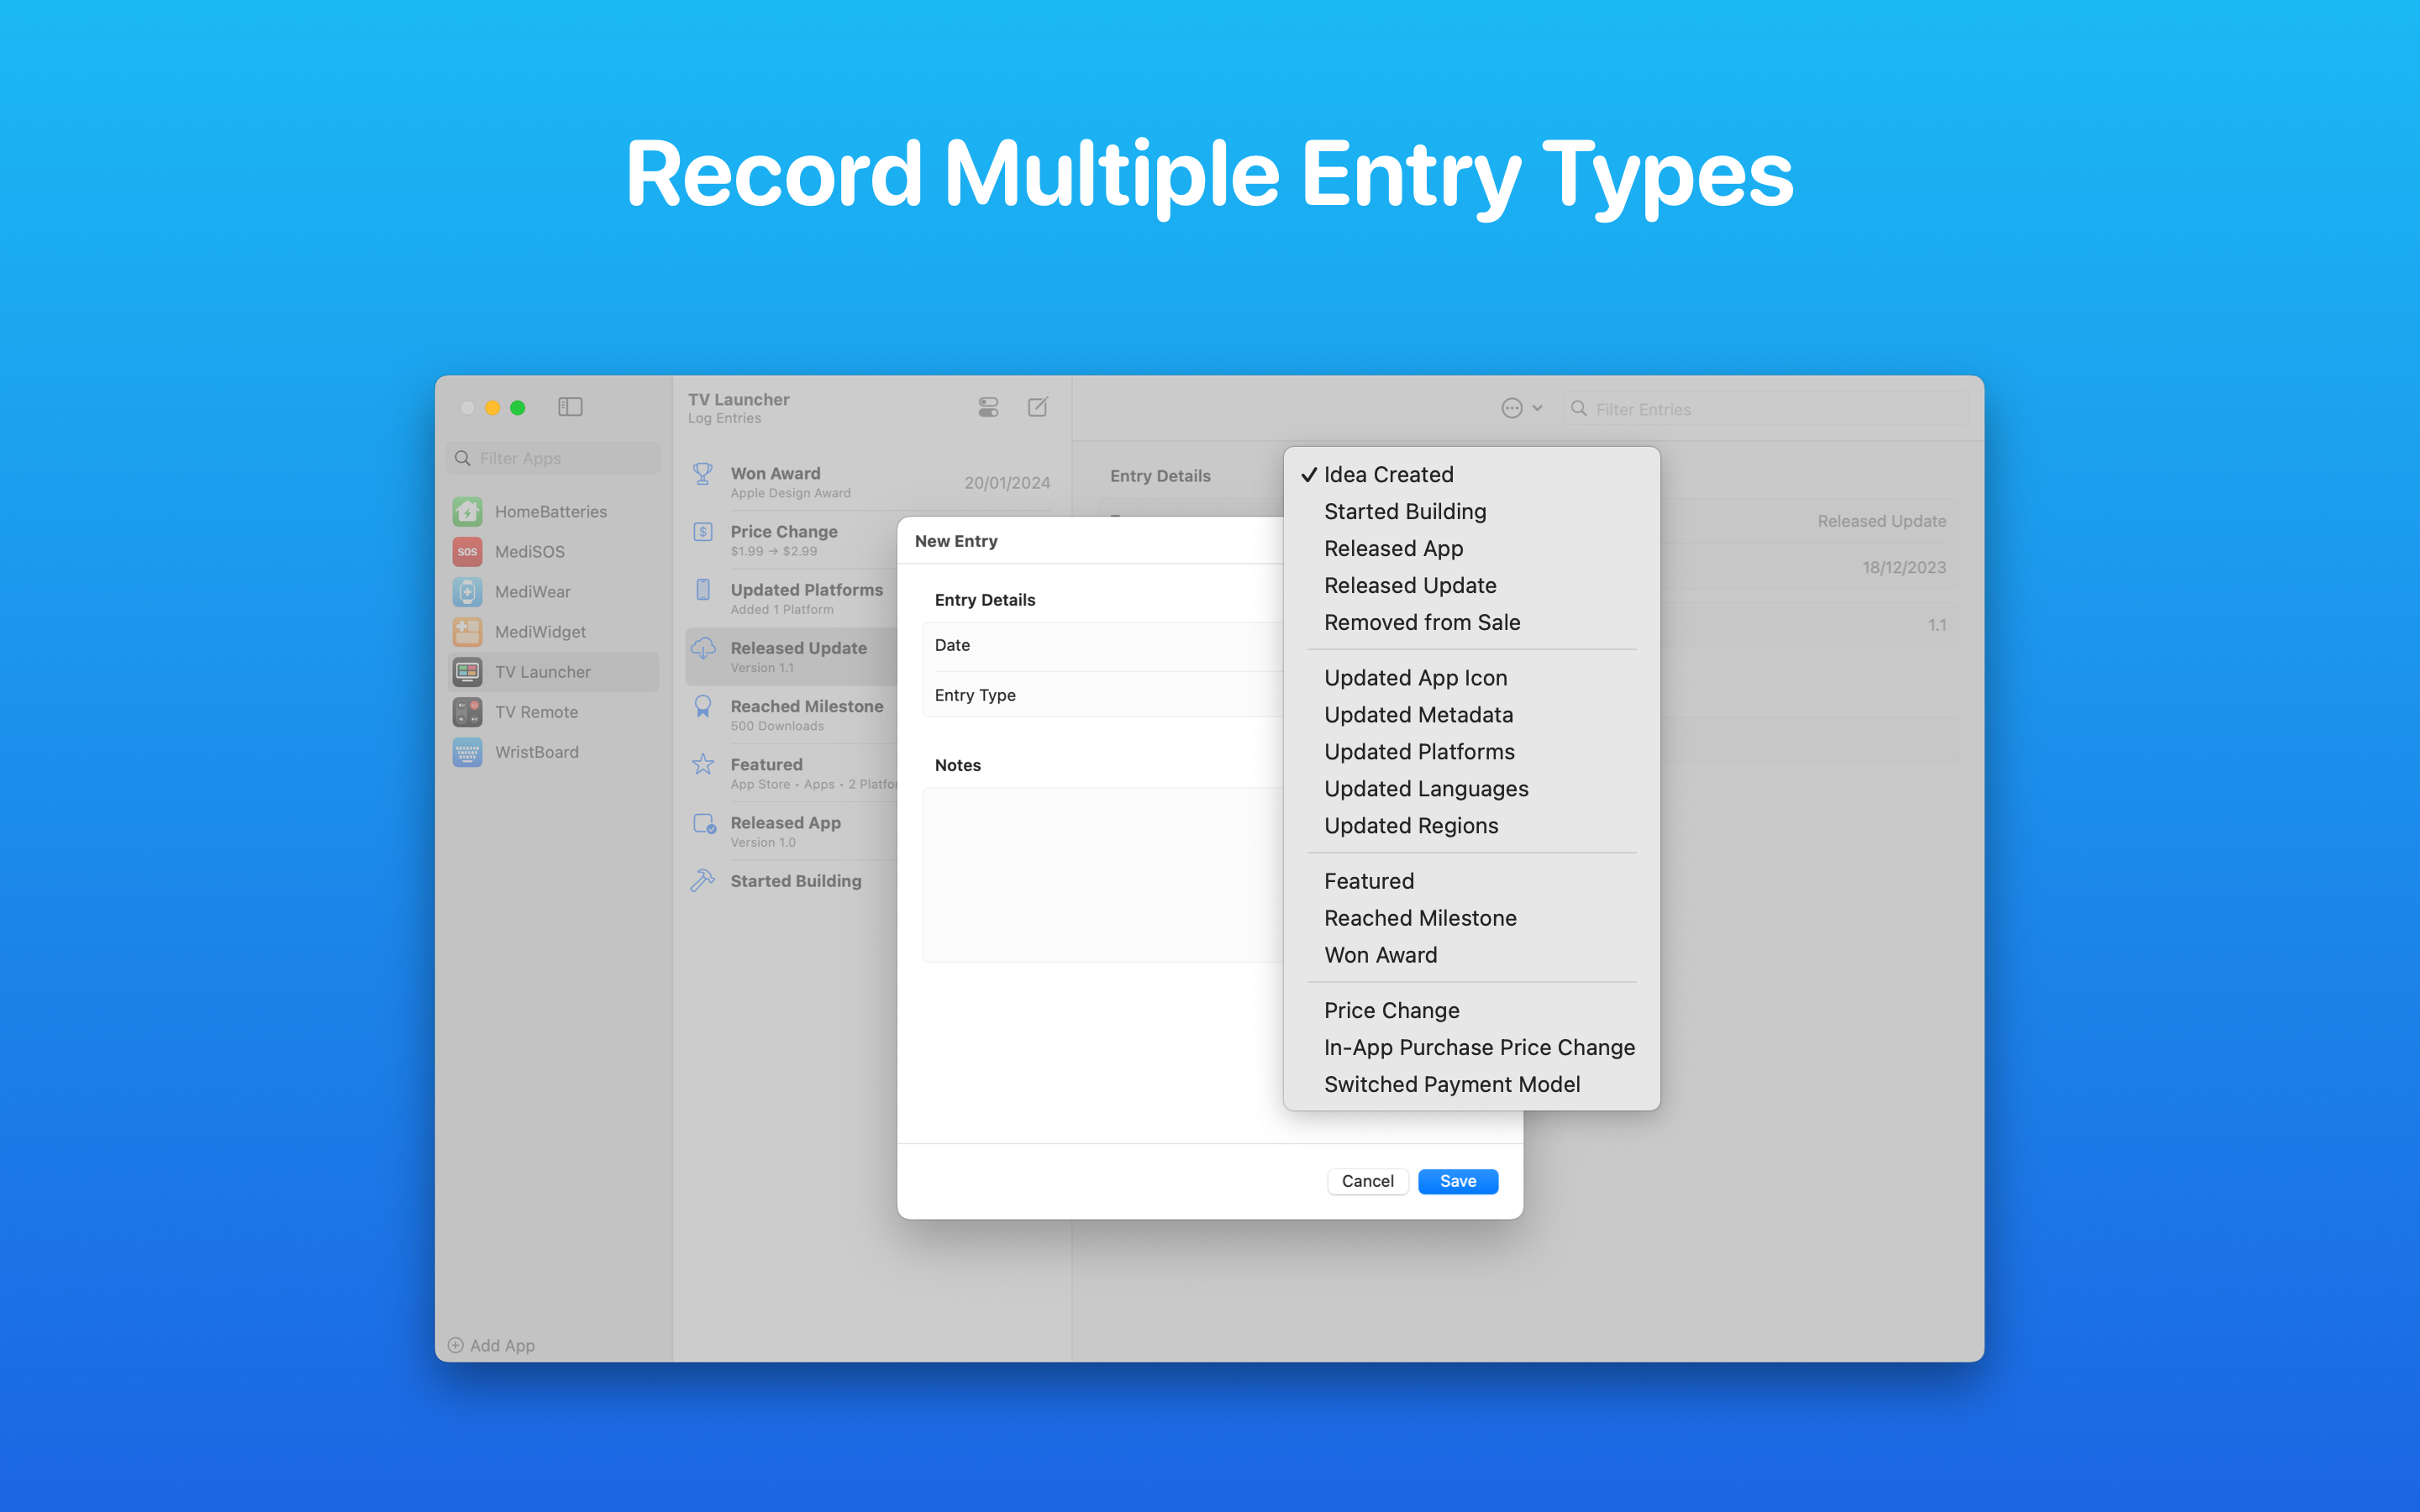 Record Multiple Entry Types
Filter Apps
HomeBatteries
SOS
MediSOS
MediWear
MediWidget
TV Launcher
TV Remote
WristBoard
Add App
TV Launcher
Log Entries
Won Award
Apple Design Award
20/01/2024
Price Change
$1.99 → $2.99
Updated Platforms
Added 1 Platform
Released Update
Version 1.1
Reached Milestone
500 Downloads
Featured
App Store • Apps • 2 Platfor
Released App
Version 1.0
Started Building
Filter Entries
Entry Details
Released Update
18/12/2023
1.1
New Entry
Entry Details
Date
Entry Type
Notes
Cancel
Save
✓ Idea Created
Started Building
Released App
Released Update
Removed from Sale
Updated App Icon
Updated Metadata
Updated Platforms
Updated Languages
Updated Regions
Featured
Reached Milestone
Won Award
Price Change
In-App Purchase Price Change
Switched Payment Model